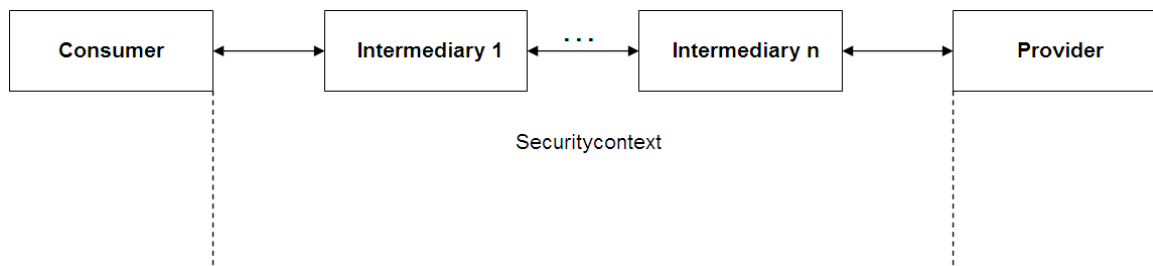 Consumer
Intermediary 1
...
Intermediary n
Provider
Securitycontext